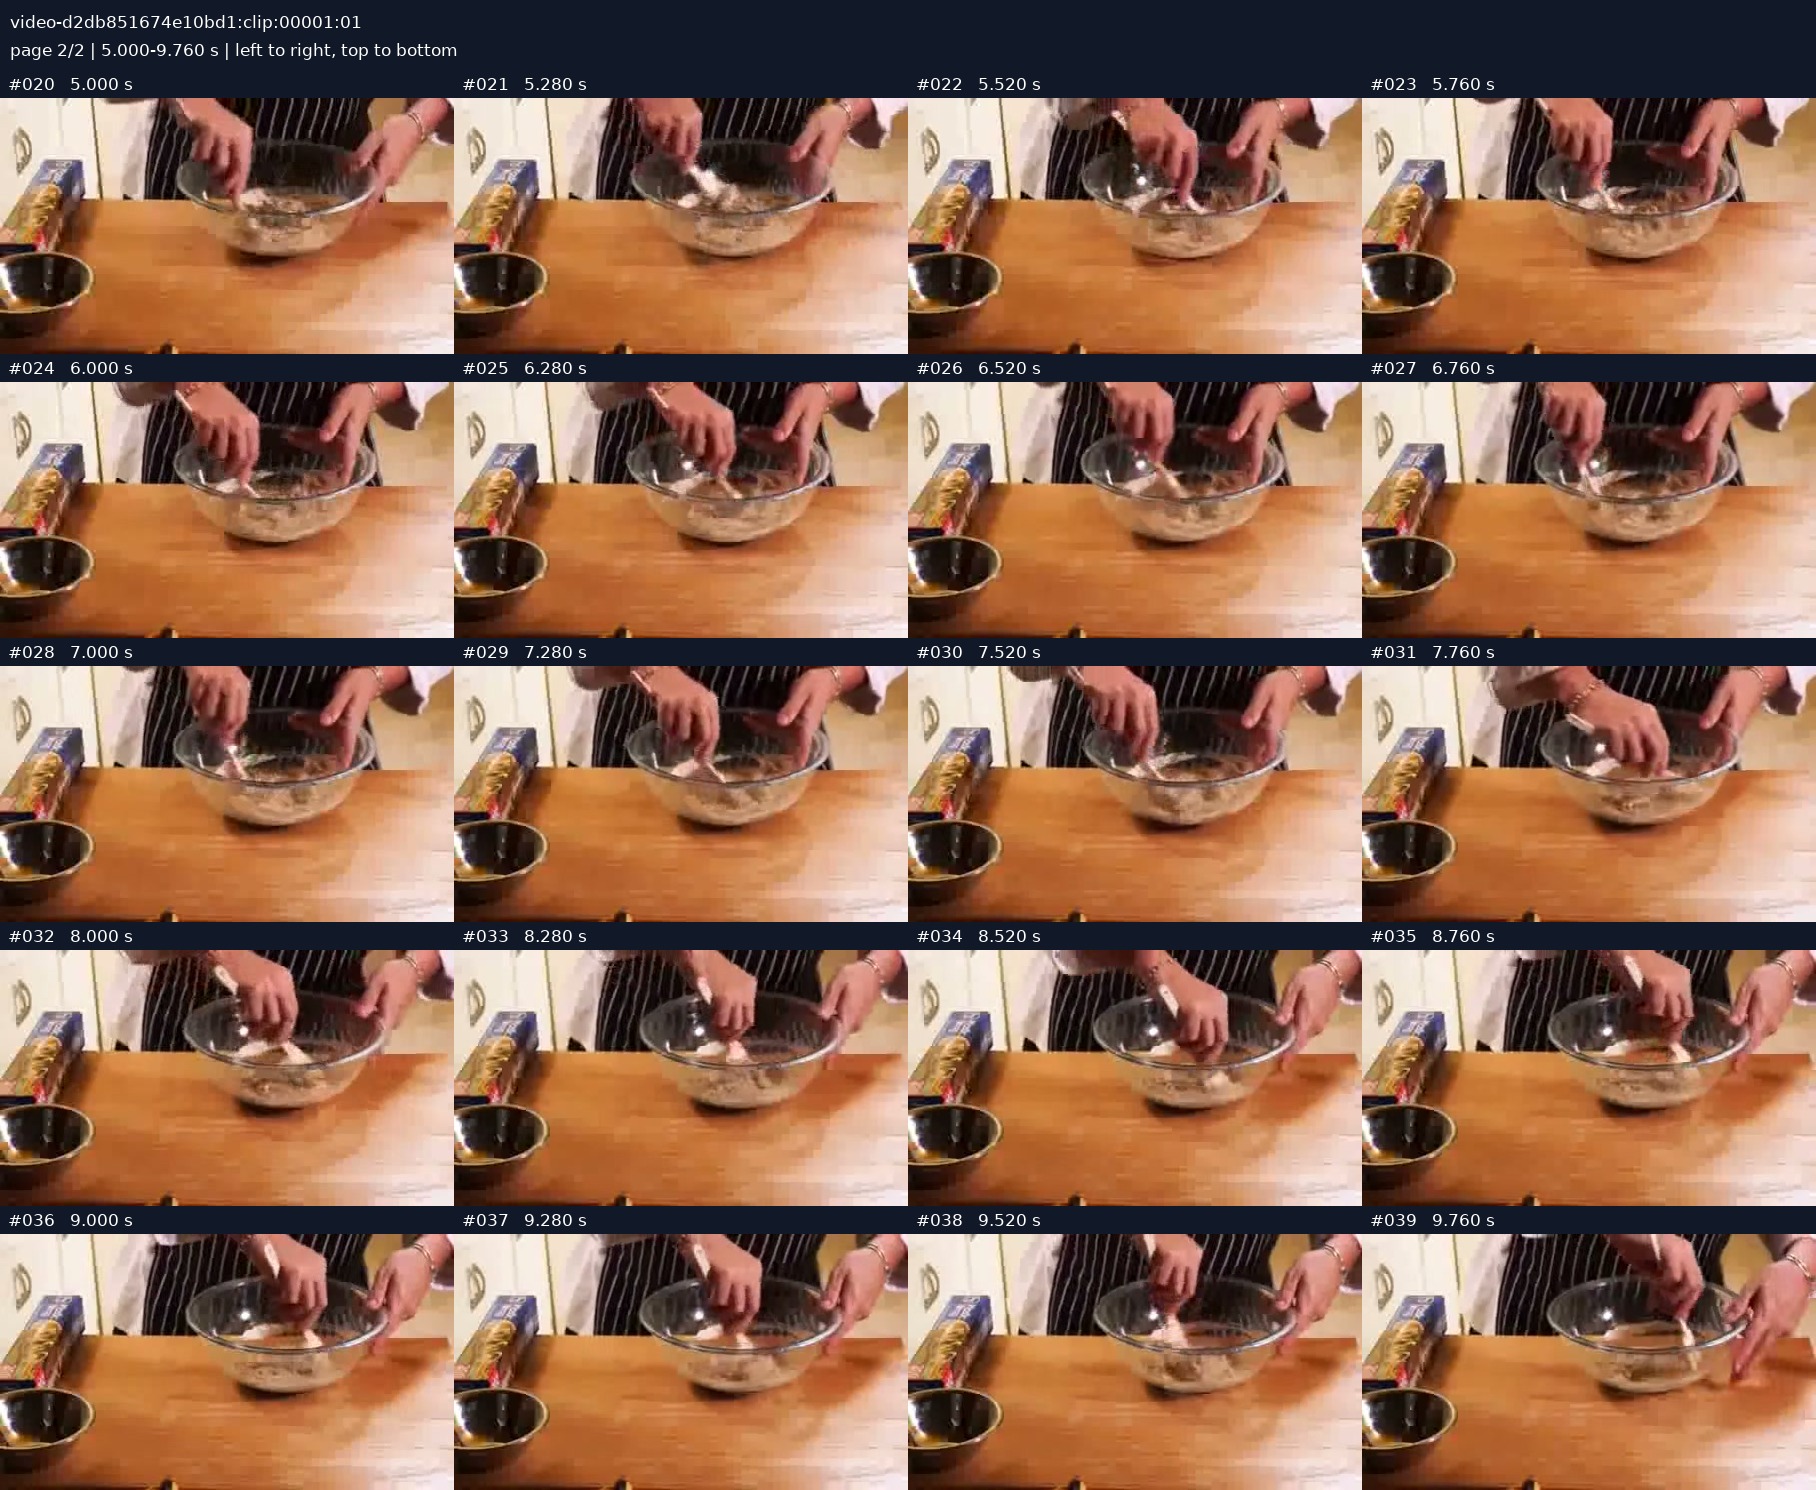 video-d2db851674e10bd1:clip:00001:01
page 2/2 | 5.000-9.760 s | left to right, top to bottom
#020 5.000 s
#021 5.280 s
#022 5.520 s
#023 5.760 s
#024 6.000 s
#025 6.280 s
#026 6.520 s
#027 6.760 s
#028 7.000 s
#029 7.280 s
#030 7.520 s
#031 7.760 s
#032 8.000 s
#033 8.280 s
#034 8.520 s
#035 8.760 s
#036 9.000 s
#037 9.280 s
#038 9.520 s
#039 9.760 s